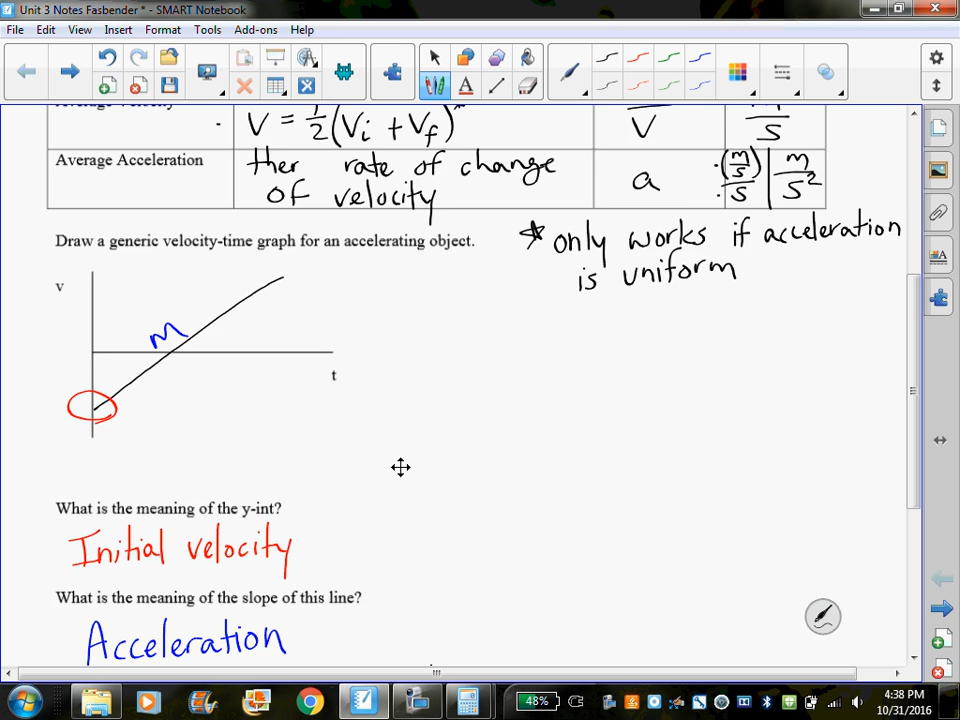 Unit 3 Notes Fasbender * - SMART Notebook
File Edit View Insert Format Tools Add-ons Help
Average Velocity
V = 1/2 (Vi + Vf)*
V
m/s
Average Acceleration
ther rate of change
of velocity
a
(m/s)/s | m/s²
Draw a generic velocity-time graph for an accelerating object.
* only works if acceleration
is uniform
v
m
t
What is the meaning of the y-int?
Initial velocity
What is the meaning of the slope of this line?
Acceleration
48%
4:38 PM
10/31/2016